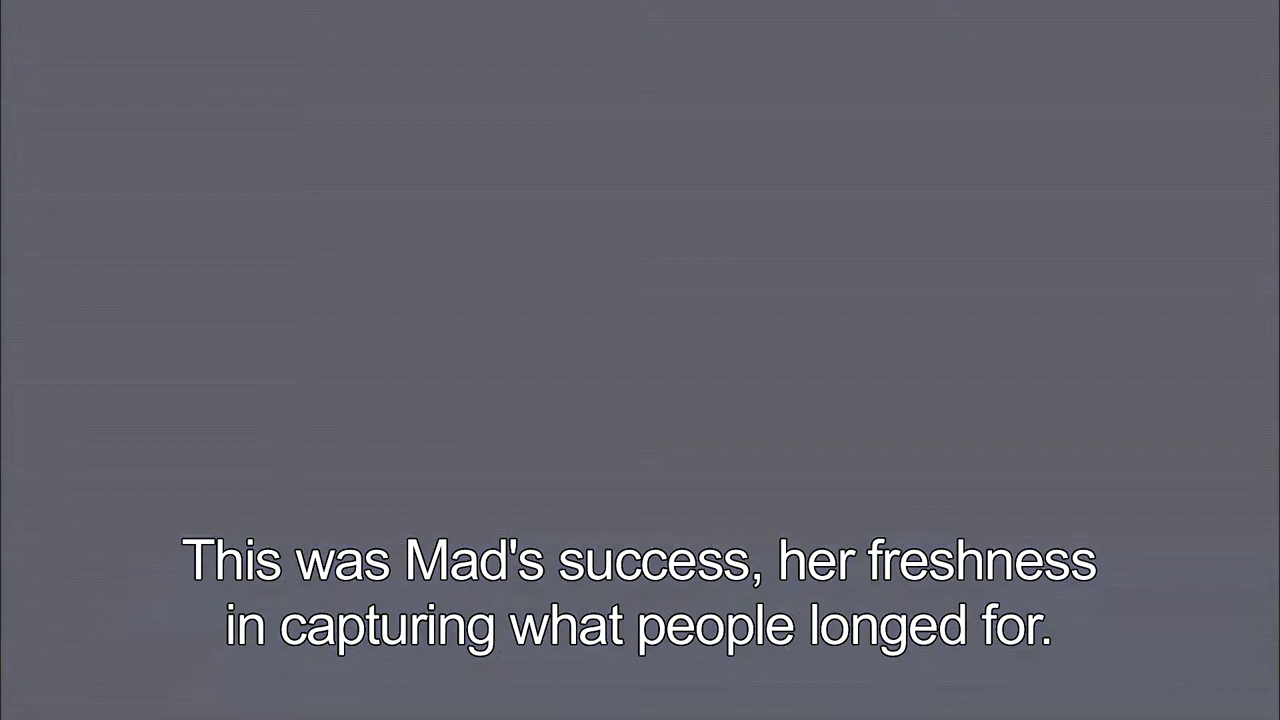 This was Mad's success, her freshness
in capturing what people longed for.